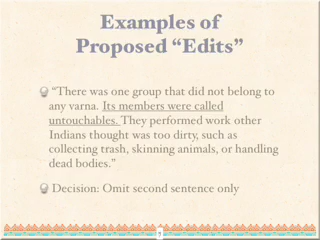 Examples of
Proposed “Edits”
“There was one group that did not belong to
any varna. Its members were called
untouchables. They performed work other
Indians thought was too dirty, such as
collecting trash, skinning animals, or handling
dead bodies.”
Decision: Omit second sentence only
5